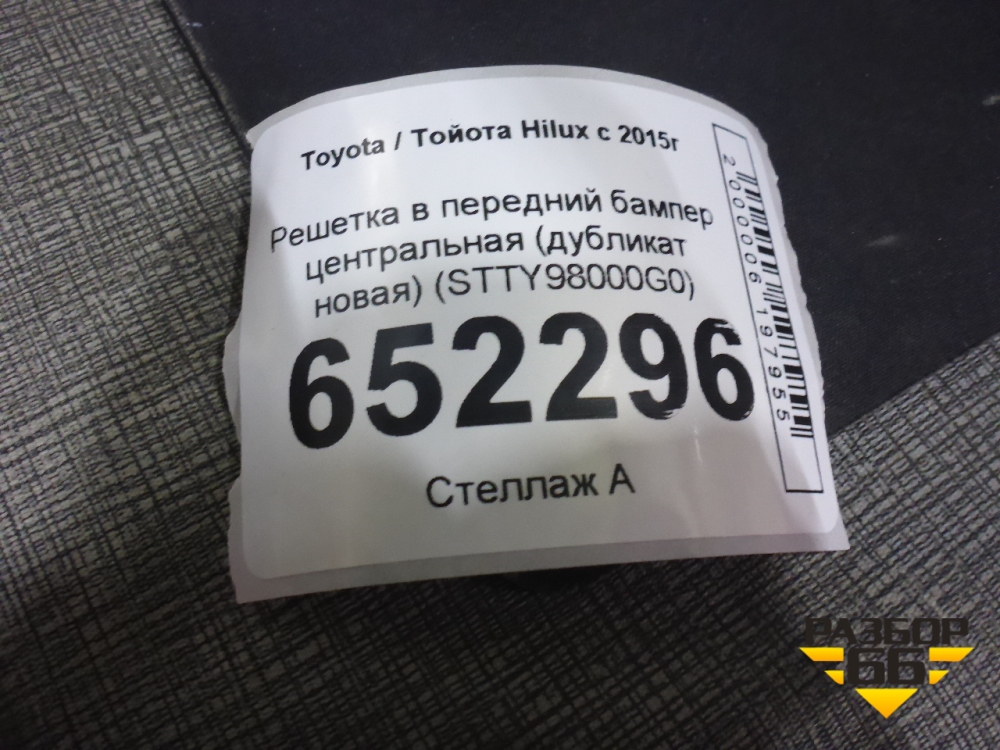 Toyota / Тойота Hilux с 2015г
Решетка в передний бампер
центральная (дубликат
новая) (STTY98000G0)
652296
Стеллаж А
2000006197955
РАЗБОР
66